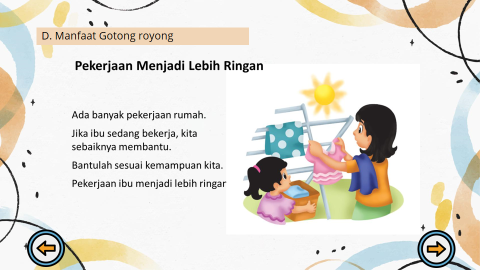 D. Manfaat Gotong royong
Pekerjaan Menjadi Lebih Ringan
Ada banyak pekerjaan rumah.
Jika ibu sedang bekerja, kita
sebaiknya membantu.
Bantulah sesuai kemampuan kita.
Pekerjaan ibu menjadi lebih ringan